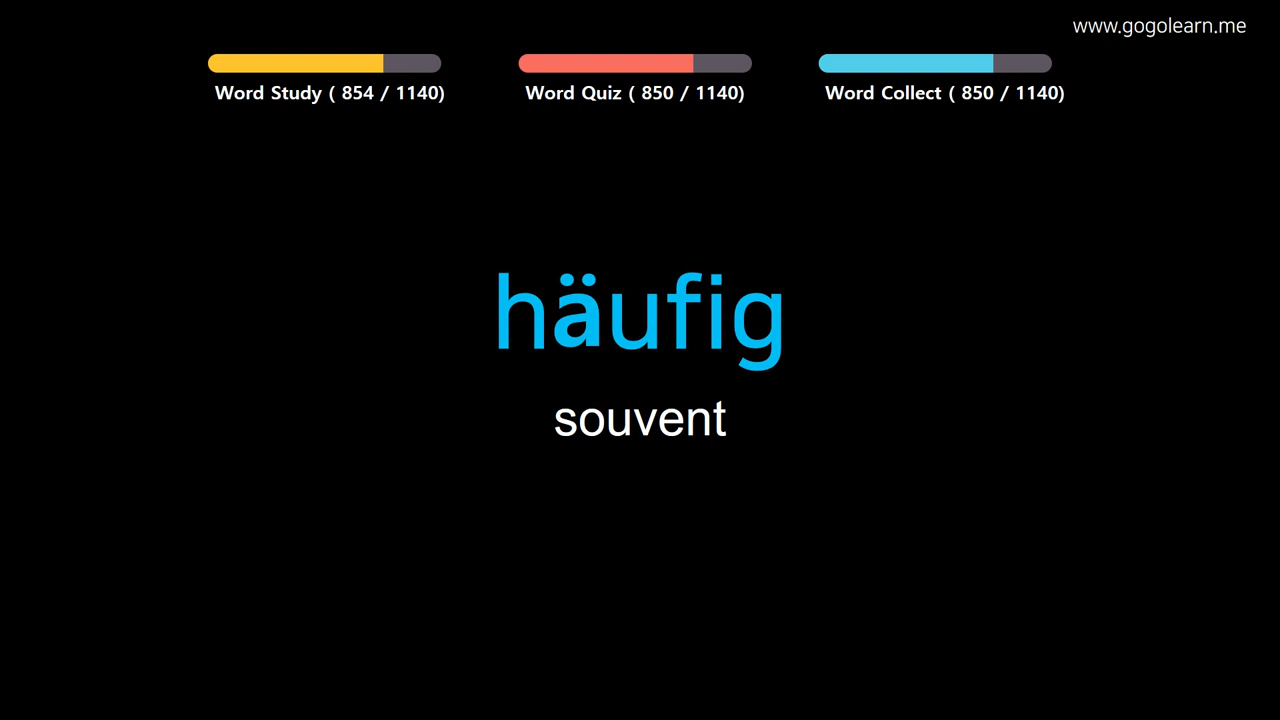 www.gogolearn.me
Word Study ( 854 / 1140)
Word Quiz ( 850 / 1140)
Word Collect ( 850 / 1140)
häufig
souvent